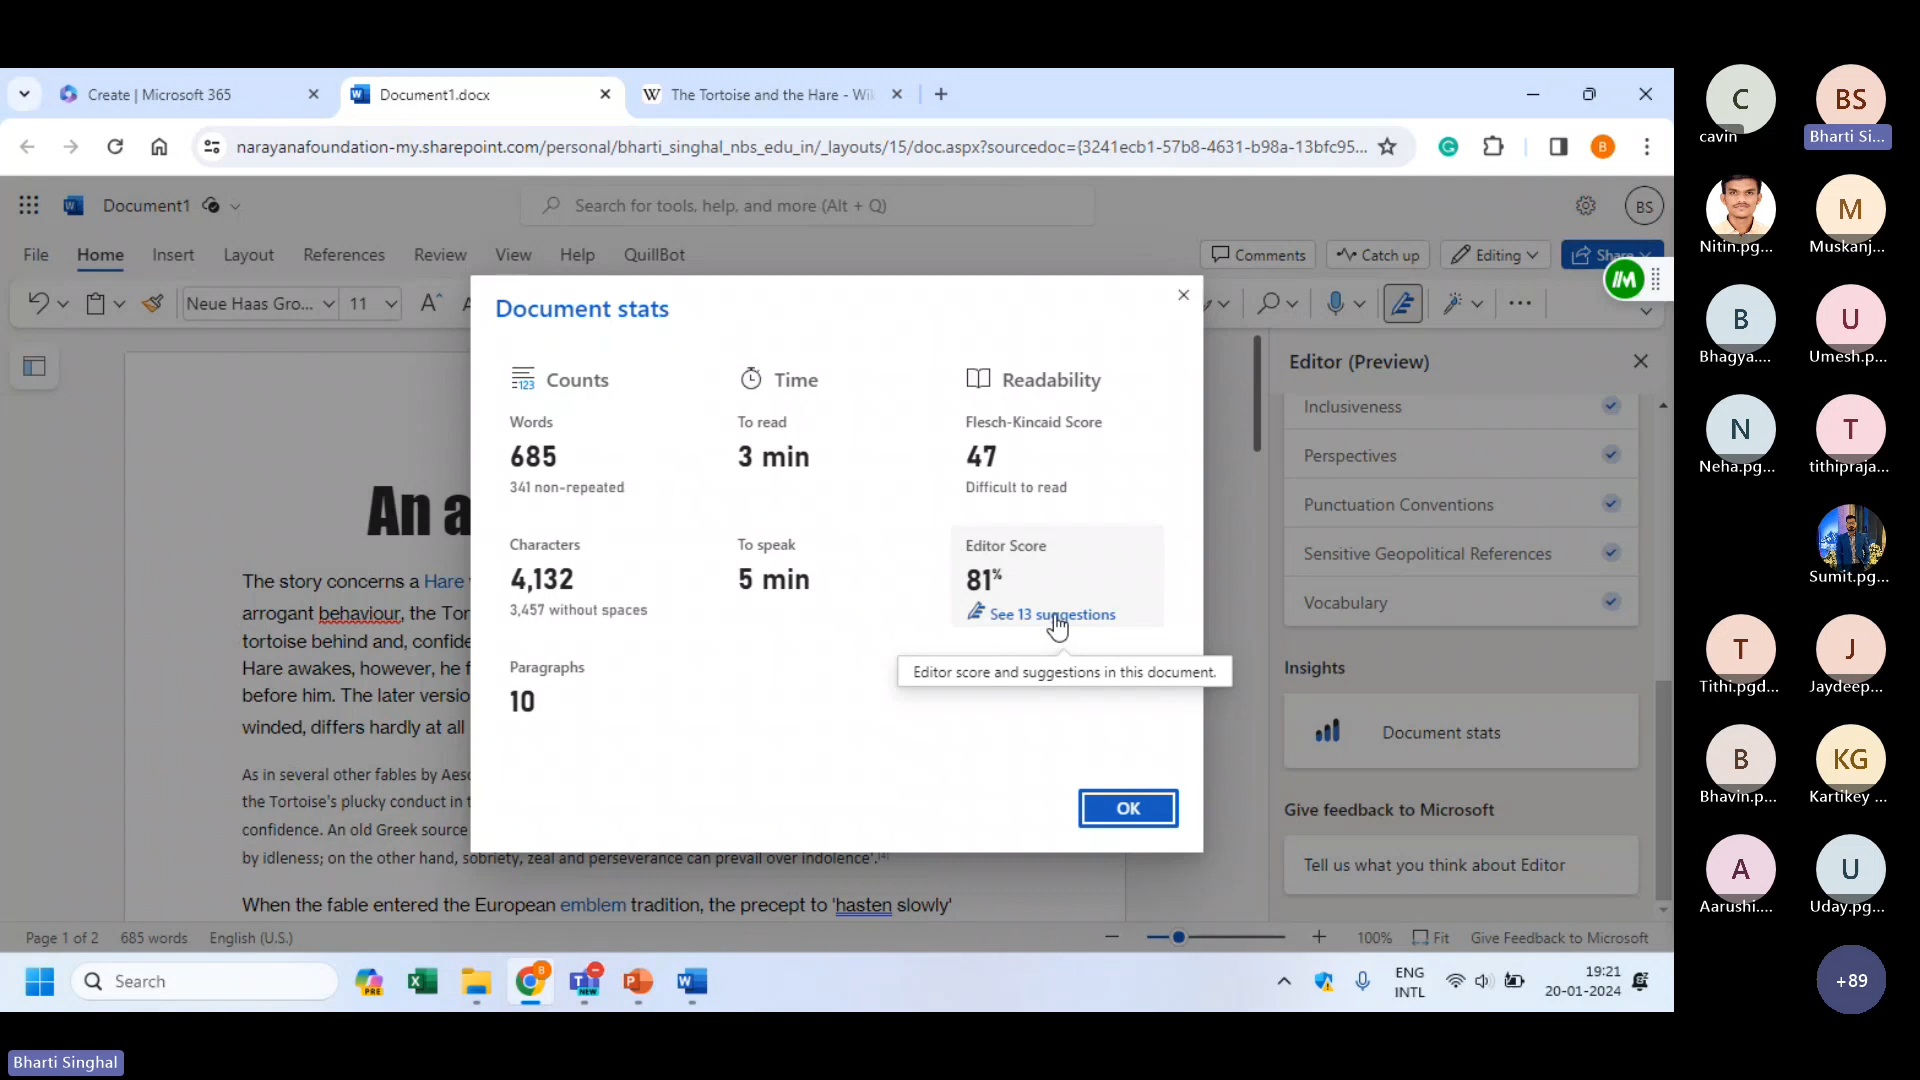 Create | Microsoft 365
Document1.docx
The Tortoise and the Hare - Wi
narayanafoundation-my.sharepoint.com/personal/bharti_singhal_nbs_edu_in/_layouts/15/doc.aspx?sourcedoc={3241ecb1-57b8-4631-b98a-13bfc95...
B
Document1
Search for tools, help, and more (Alt + Q)
BS
File Home Insert Layout References Review View Help QuillBot
Comments Catch up Editing Share
Neue Haas Gro... 11
Document stats
Counts
Words
685
341 non-repeated
Characters
4,132
3,457 without spaces
Paragraphs
10
Time
To read
3 min
To speak
5 min
Readability
Flesch-Kincaid Score
47
Difficult to read
Editor Score
81%
See 13 suggestions
Editor score and suggestions in this document.
OK
An a
The story concerns a Hare
arrogant behaviour, the Tor
tortoise behind and, confide
Hare awakes, however, he f
before him. The later versio
winded, differs hardly at all
As in several other fables by Aeso
the Tortoise's plucky conduct in t
confidence. An old Greek source
by idleness; on the other hand, sobriety, zeal and perseverance can prevail over indolence'.
When the fable entered the European emblem tradition, the precept to 'hasten slowly'
Editor (Preview)
Inclusiveness
Perspectives
Punctuation Conventions
Sensitive Geopolitical References
Vocabulary
Insights
Document stats
Give feedback to Microsoft
Tell us what you think about Editor
Page 1 of 2 685 words English (U.S.)
100% Fit Give Feedback to Microsoft
Search
PRE
B
NEW
ENG
INTL
19:21
20-01-2024
C
cavin
BS
Bharti Si...
Nitin.pg...
M
Muskanj...
B
Bhagya....
U
Umesh.p...
N
Neha.pg...
T
tithipraja...
Sumit.pg...
T
Tithi.pgd...
J
Jaydeep...
B
Bhavin.p...
KG
Kartikey ...
A
Aarushi....
U
Uday.pg...
+89
Bharti Singhal